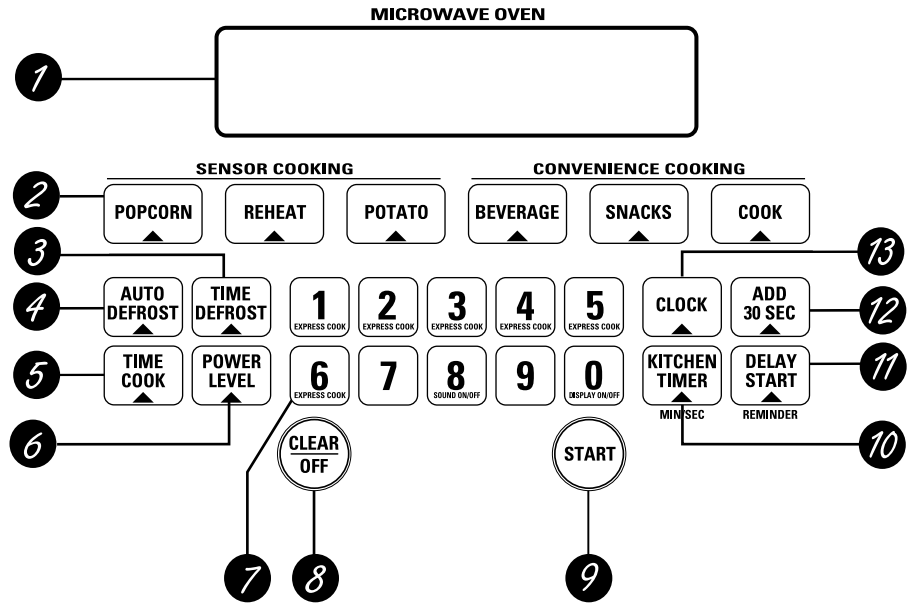 MICROWAVE OVEN
1
SENSOR COOKING CONVENIENCE COOKING
2 POPCORN REHEAT POTATO BEVERAGE SNACKS COOK
3 13
4 AUTO DEFROST TIME DEFROST 1 EXPRESS COOK 2 EXPRESS COOK 3 EXPRESS COOK 4 EXPRESS COOK 5 EXPRESS COOK CLOCK ADD 30 SEC 12
5 TIME COOK POWER LEVEL 6 EXPRESS COOK 7 8 SOUND ON/OFF 9 0 DISPLAY ON/OFF KITCHEN TIMER DELAY START 11
MIN/SEC REMINDER
6 CLEAR OFF START 10
7 8 9